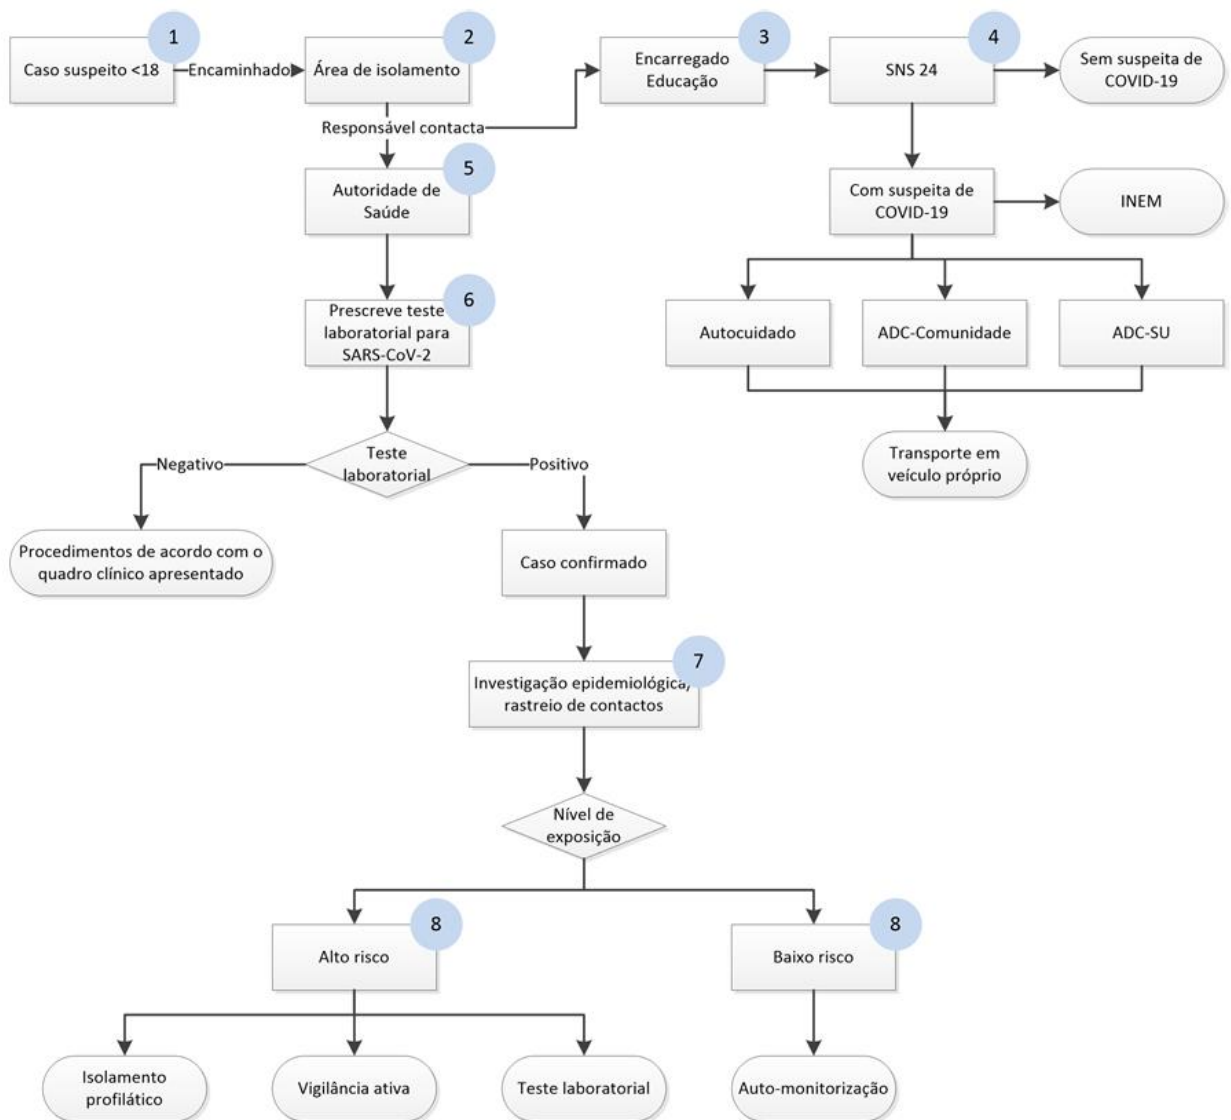 1
Caso suspeito <18
Encaminhado
2
Área de isolamento
3
Encarregado
Educação
4
SNS 24
Sem suspeita de
COVID-19
Responsável contacta
5
Autoridade de
Saúde
Com suspeita de
COVID-19
INEM
6
Prescreve teste
laboratorial para
SARS-CoV-2
Autocuidado
ADC-Comunidade
ADC-SU
Teste
laboratorial
Negativo
Positivo
Transporte em
veículo próprio
Procedimentos de acordo com o
quadro clínico apresentado
Caso confirmado
7
Investigação epidemiológica/
rastreio de contactos
Nível de
exposição
8
Alto risco
8
Baixo risco
Isolamento
profilático
Vigilância ativa
Teste laboratorial
Auto-monitorização